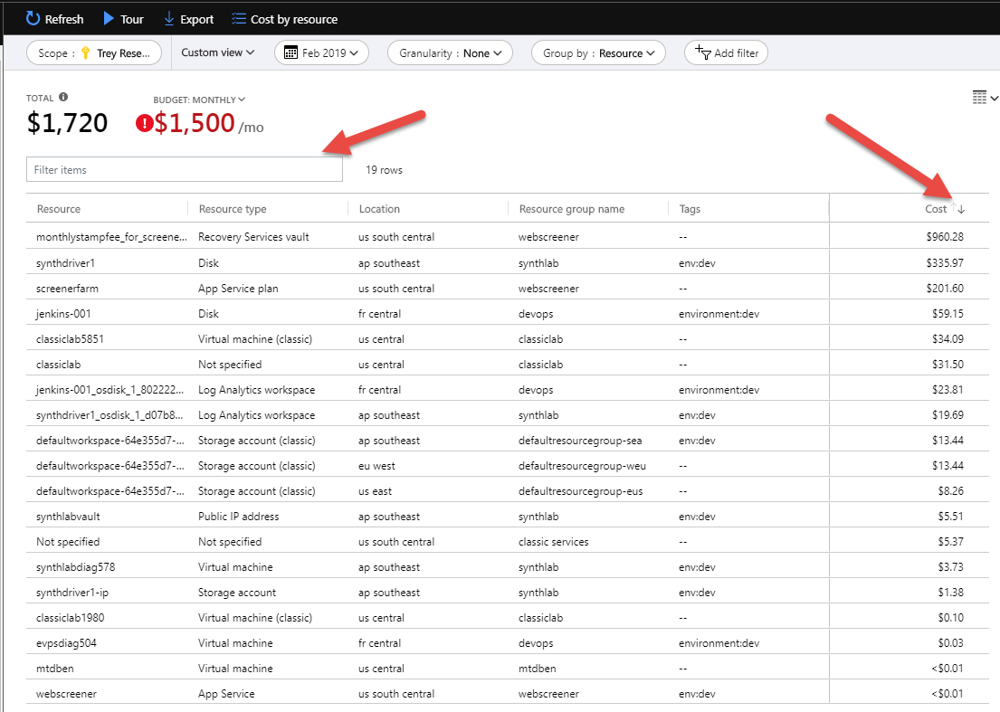 Refresh Tour Export Cost by resource
Scope : Trey Rese... Custom view Feb 2019 Granularity : None Group by : Resource Add filter
TOTAL BUDGET: MONTHLY
$1,720 $1,500 /mo
Filter items 19 rows
Resource Resource type Location Resource group name Tags Cost
monthlystampfee_for_screene... Recovery Services vault us south central webscreener -- $960.28
synthdriver1 Disk ap southeast synthlab env:dev $335.97
screenerfarm App Service plan us south central webscreener -- $201.60
jenkins-001 Disk fr central devops environment:dev $59.15
classiclab5851 Virtual machine (classic) us central classiclab -- $34.09
classiclab Not specified us central classiclab -- $31.50
jenkins-001_osdisk_1_802222... Log Analytics workspace fr central devops environment:dev $23.81
synthdriver1_osdisk_1_d07b8... Log Analytics workspace ap southeast synthlab env:dev $19.69
defaultworkspace-64e355d7-... Storage account (classic) ap southeast defaultresourcegroup-sea env:dev $13.44
defaultworkspace-64e355d7-... Storage account (classic) eu west defaultresourcegroup-weu -- $13.44
defaultworkspace-64e355d7-... Storage account (classic) us east defaultresourcegroup-eus -- $8.26
synthlabvault Public IP address ap southeast synthlab env:dev $5.51
Not specified Not specified us south central classic services -- $5.37
synthlabdiag578 Virtual machine ap southeast synthlab env:dev $3.73
synthdriver1-ip Storage account ap southeast synthlab env:dev $1.38
classiclab1980 Virtual machine (classic) us central classiclab -- $0.10
evpsdiag504 Virtual machine fr central devops environment:dev $0.03
mtdben Virtual machine us central mtdben -- <$0.01
webscreener App Service us south central webscreener env:dev <$0.01